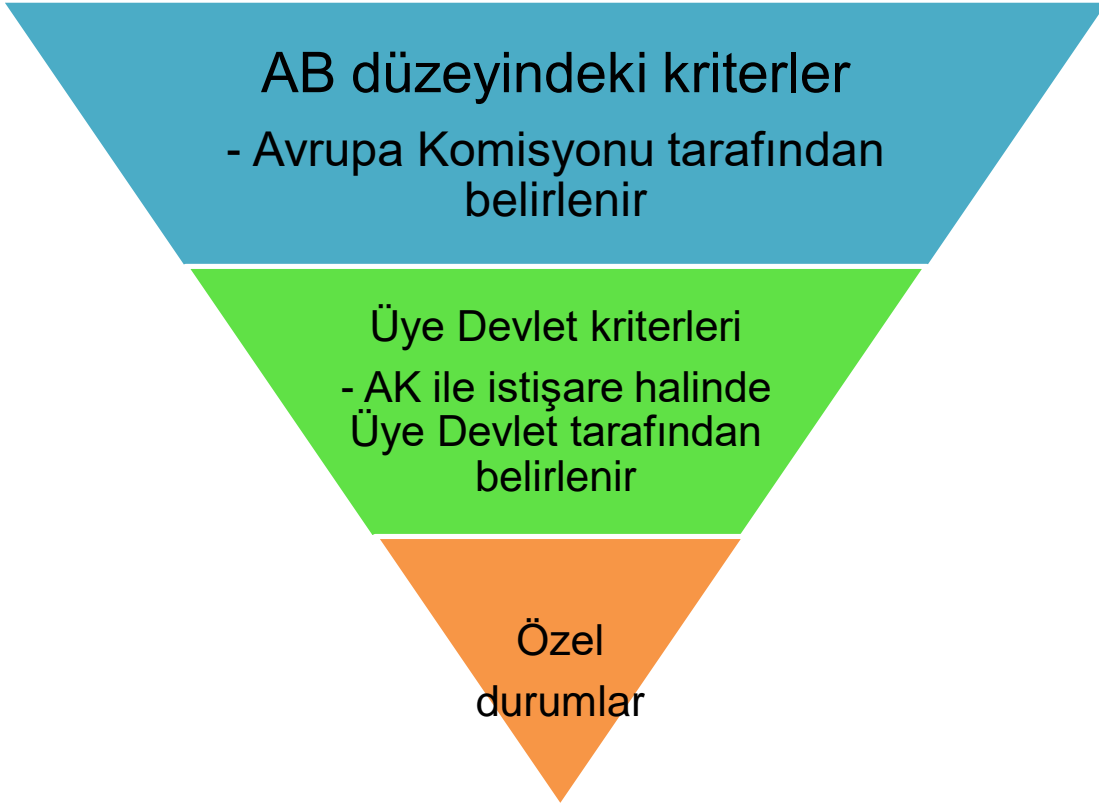 AB düzeyindeki kriterler
- Avrupa Komisyonu tarafından
belirlenir
Üye Devlet kriterleri
- AK ile istişare halinde
Üye Devlet tarafından
belirlenir
Özel
durumlar